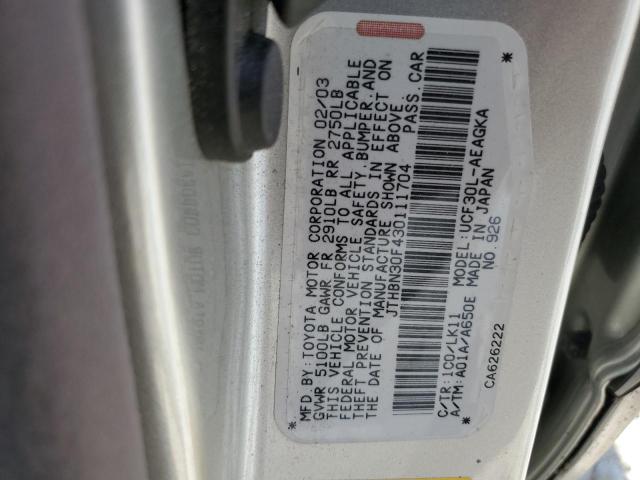 MFD. BY: TOYOTA MOTOR CORPORATION 02/03
GVWR 5100LB GAWR FR 2910LB RR 2750LB
THIS VEHICLE CONFORMS TO ALL APPLICABLE
FEDERAL MOTOR VEHICLE SAFETY, BUMPER, AND
THEFT PREVENTION STANDARDS IN EFFECT ON
THE DATE OF MANUFACTURE SHOWN ABOVE.
JTHBN30F430111704 PASS. CAR
* *
C/TR: 1C0/LK11 MODEL: UCF30L-AEAGKA
A/TM: A01A/A650E MADE IN JAPAN
NO. 926
CA626222